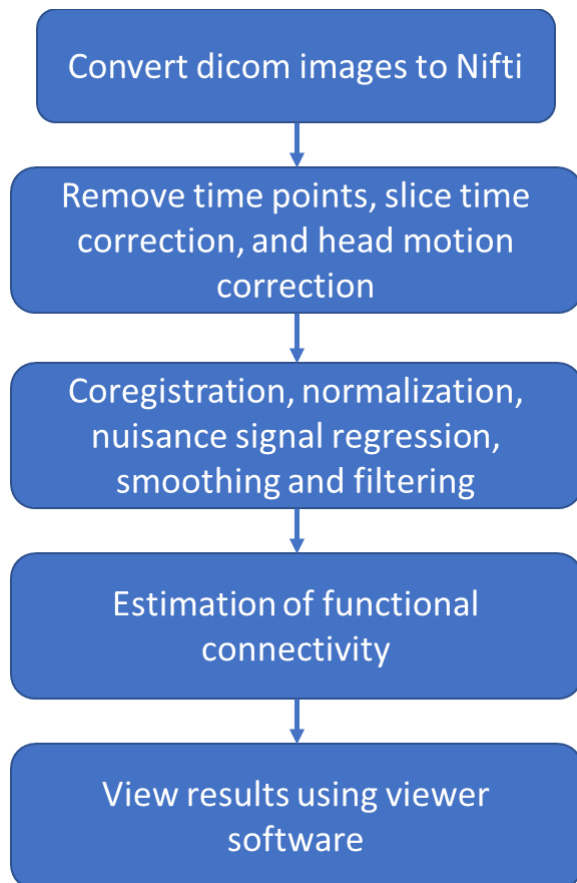 Convert dicom images to Nifti
Remove time points, slice time
correction, and head motion
correction
Coregistration, normalization,
nuisance signal regression,
smoothing and filtering
Estimation of functional
connectivity
View results using viewer
software